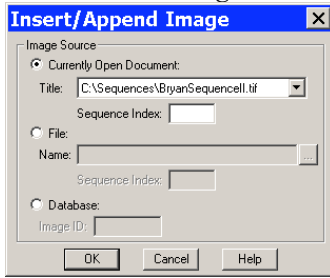 Insert/Append Image
Image Source
Currently Open Document:
Title: C:\Sequences\BryanSequenceII.tif
Sequence Index:
File:
Name: ...
Sequence Index:
Database:
Image ID:
OK Cancel Help